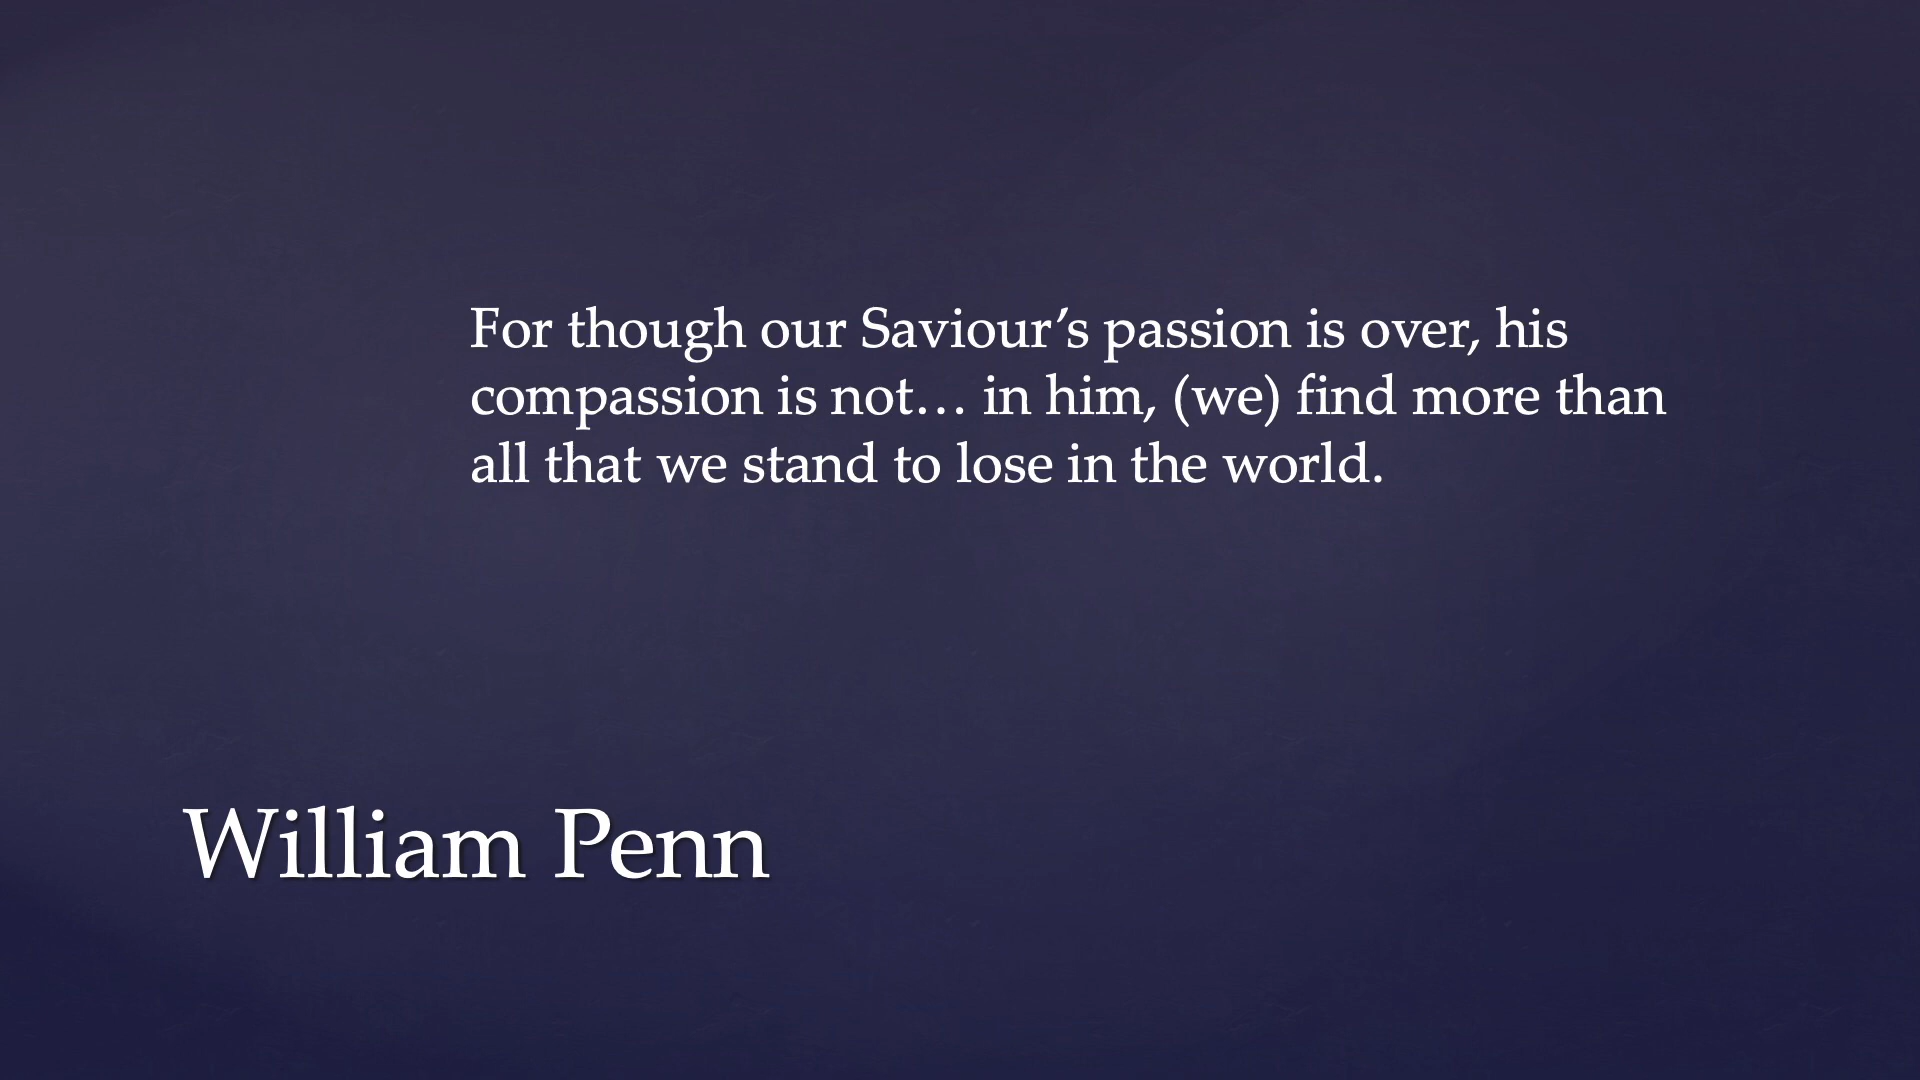 For though our Saviour’s passion is over, his
compassion is not… in him, (we) find more than
all that we stand to lose in the world.
William Penn